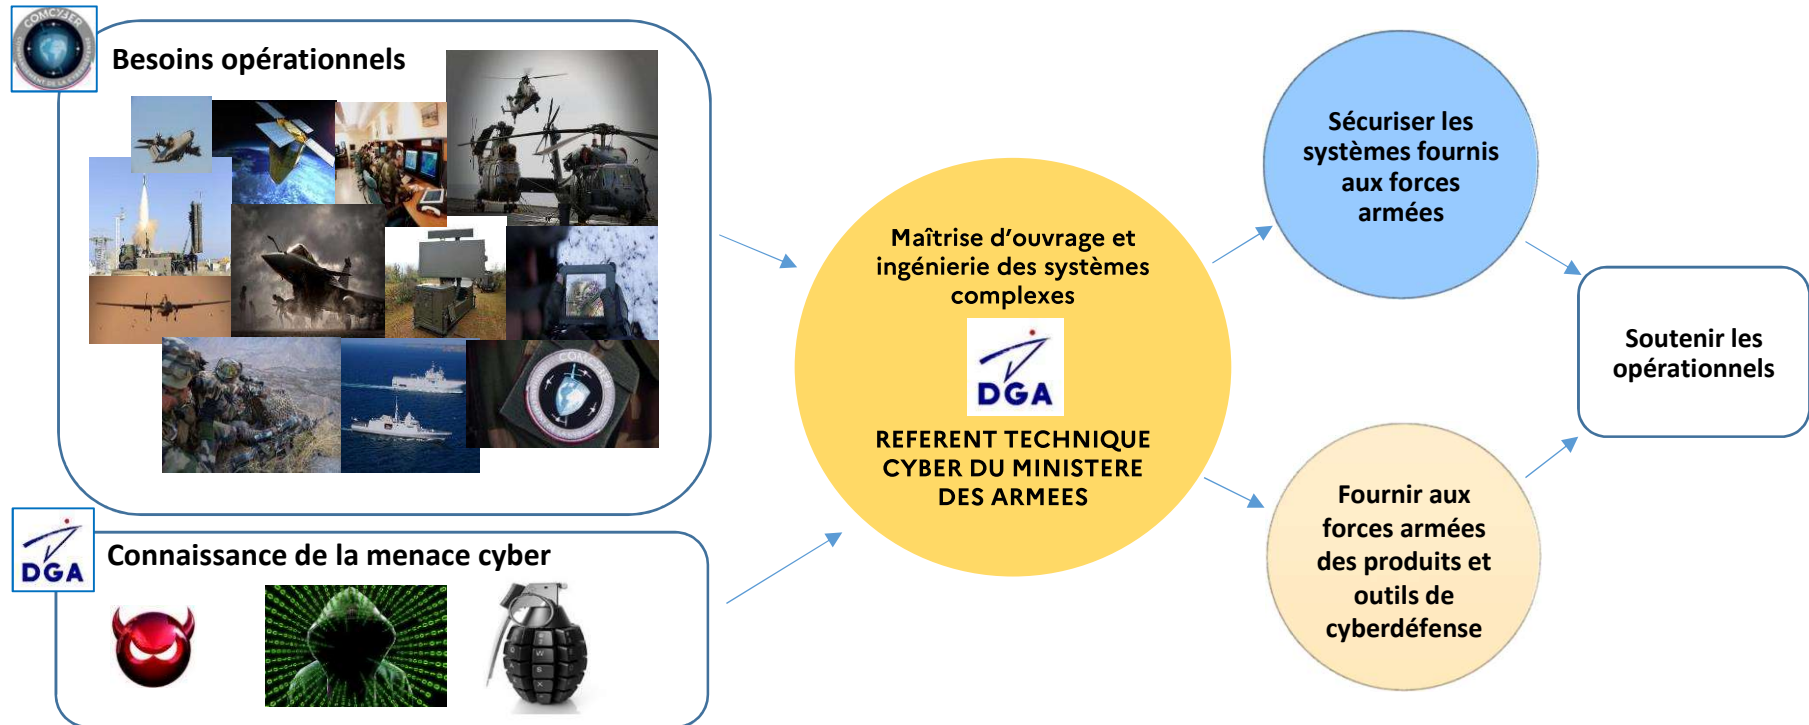 COMCYBER
Besoins opérationnels
COMCYBER
DGA
Connaissance de la menace cyber
Maîtrise d'ouvrage et
ingénierie des systèmes
complexes
DGA
REFERENT TECHNIQUE
CYBER DU MINISTERE
DES ARMEES
Sécuriser les
systèmes fournis
aux forces
armées
Fournir aux
forces armées
des produits et
outils de
cyberdéfense
Soutenir les
opérationnels